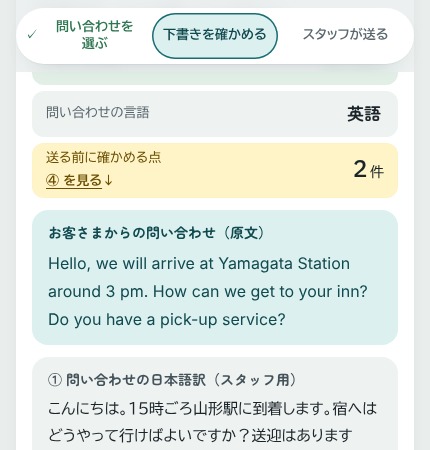 ✓ 問い合わせを
選ぶ
下書きを確かめる
スタッフが送る
問い合わせの言語
英語
送る前に確かめる点
④ を見る↓
2件
お客さまからの問い合わせ（原文）
Hello, we will arrive at Yamagata Station
around 3 pm. How can we get to your inn?
Do you have a pick-up service?
① 問い合わせの日本語訳（スタッフ用）
こんにちは。15時ごろ山形駅に到着します。宿へは
どうやって行けばよいですか？送迎はあります